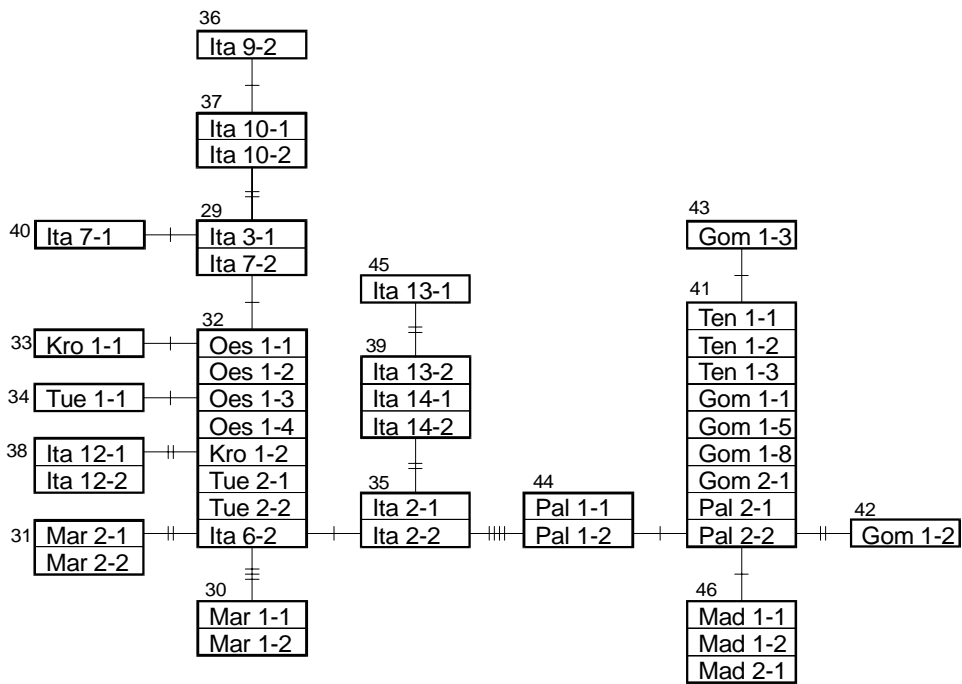 36
Ita 9-2
37
Ita 10-1
Ita 10-2
29
40
Ita 7-1
Ita 3-1
Ita 7-2
43
Gom 1-3
45
Ita 13-1
41
Ten 1-1
Ten 1-2
Ten 1-3
Gom 1-1
Gom 1-5
Gom 1-8
Gom 2-1
Pal 2-1
Pal 2-2
32
33
Kro 1-1
Oes 1-1
Oes 1-2
Oes 1-3
Oes 1-4
Kro 1-2
Tue 2-1
Tue 2-2
Ita 6-2
39
Ita 13-2
Ita 14-1
Ita 14-2
34
Tue 1-1
38
Ita 12-1
Ita 12-2
35
Ita 2-1
Ita 2-2
44
Pal 1-1
Pal 1-2
42
Gom 1-2
31
Mar 2-1
Mar 2-2
30
Mar 1-1
Mar 1-2
46
Mad 1-1
Mad 1-2
Mad 2-1